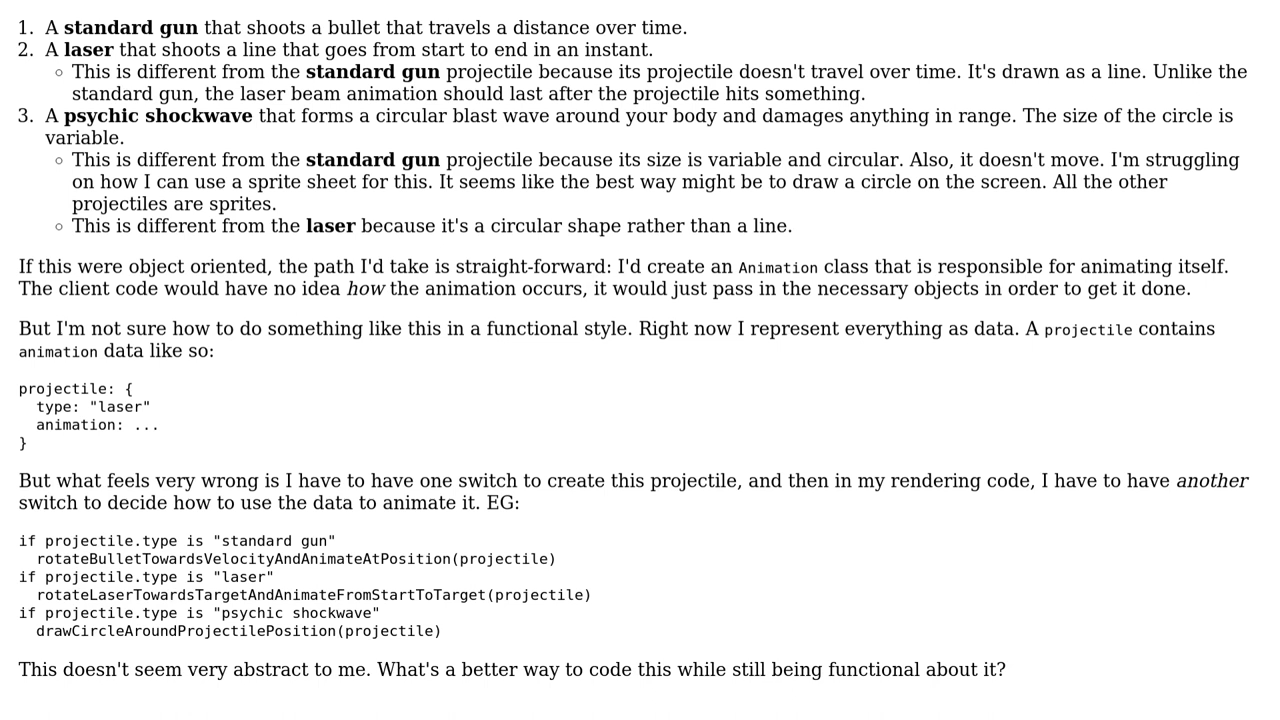 1. A standard gun that shoots a bullet that travels a distance over time.
2. A laser that shoots a line that goes from start to end in an instant.
◦ This is different from the standard gun projectile because its projectile doesn't travel over time. It's drawn as a line. Unlike the
standard gun, the laser beam animation should last after the projectile hits something.
3. A psychic shockwave that forms a circular blast wave around your body and damages anything in range. The size of the circle is
variable.
◦ This is different from the standard gun projectile because its size is variable and circular. Also, it doesn't move. I'm struggling
on how I can use a sprite sheet for this. It seems like the best way might be to draw a circle on the screen. All the other
projectiles are sprites.
◦ This is different from the laser because it's a circular shape rather than a line.
If this were object oriented, the path I'd take is straight-forward: I'd create an Animation class that is responsible for animating itself.
The client code would have no idea how the animation occurs, it would just pass in the necessary objects in order to get it done.
But I'm not sure how to do something like this in a functional style. Right now I represent everything as data. A projectile contains
animation data like so:
projectile: {
  type: "laser"
  animation: ...
}
But what feels very wrong is I have to have one switch to create this projectile, and then in my rendering code, I have to have another
switch to decide how to use the data to animate it. EG:
if projectile.type is "standard gun"
  rotateBulletTowardsVelocityAndAnimateAtPosition(projectile)
if projectile.type is "laser"
  rotateLaserTowardsTargetAndAnimateFromStartToTarget(projectile)
if projectile.type is "psychic shockwave"
  drawCircleAroundProjectilePosition(projectile)
This doesn't seem very abstract to me. What's a better way to code this while still being functional about it?